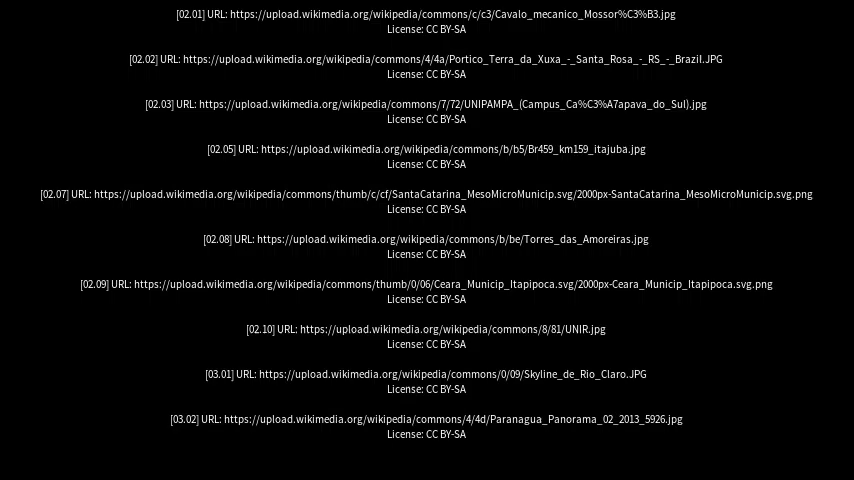 [02.01] URL: https://upload.wikimedia.org/wikipedia/commons/c/c3/Cavalo_mecanico_Mossor%C3%B3.jpg
License: CC BY-SA
[02.02] URL: https://upload.wikimedia.org/wikipedia/commons/4/4a/Portico_Terra_da_Xuxa_-_Santa_Rosa_-_RS_-_Brazil.JPG
License: CC BY-SA
[02.03] URL: https://upload.wikimedia.org/wikipedia/commons/7/72/UNIPAMPA_(Campus_Ca%C3%A7apava_do_Sul).jpg
License: CC BY-SA
[02.05] URL: https://upload.wikimedia.org/wikipedia/commons/b/b5/Br459_km159_itajuba.jpg
License: CC BY-SA
[02.07] URL: https://upload.wikimedia.org/wikipedia/commons/thumb/c/cf/SantaCatarina_MesoMicroMunicip.svg/2000px-SantaCatarina_MesoMicroMunicip.svg.png
License: CC BY-SA
[02.08] URL: https://upload.wikimedia.org/wikipedia/commons/b/be/Torres_das_Amoreiras.jpg
License: CC BY-SA
[02.09] URL: https://upload.wikimedia.org/wikipedia/commons/thumb/0/06/Ceara_Municip_Itapipoca.svg/2000px-Ceara_Municip_Itapipoca.svg.png
License: CC BY-SA
[02.10] URL: https://upload.wikimedia.org/wikipedia/commons/8/81/UNIR.jpg
License: CC BY-SA
[03.01] URL: https://upload.wikimedia.org/wikipedia/commons/0/09/Skyline_de_Rio_Claro.JPG
License: CC BY-SA
[03.02] URL: https://upload.wikimedia.org/wikipedia/commons/4/4d/Paranagua_Panorama_02_2013_5926.jpg
License: CC BY-SA